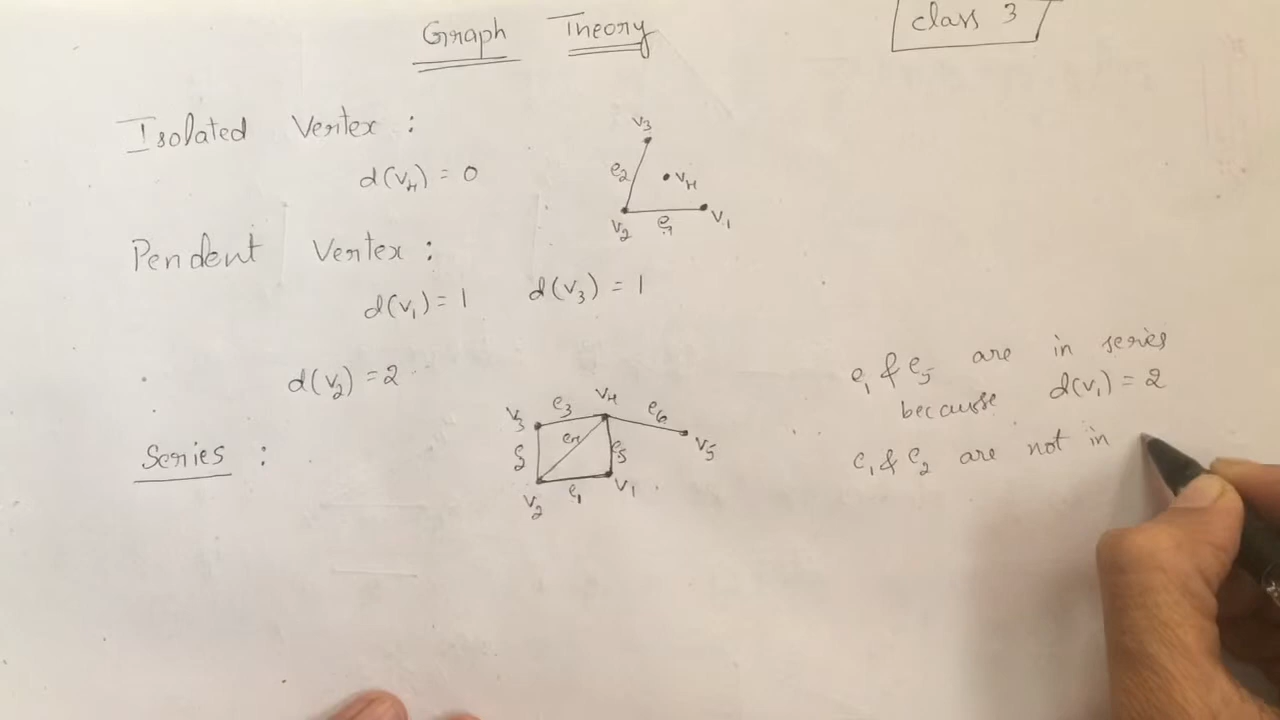 Graph Theory
class 3
Isolated Vertex :
d(v4) = 0
v3
e2
v4
v2
e1
v1
Pendent Vertex :
d(v1) = 1 d(v3) = 1
d(v2) = 2
Series :
v3
e3
v4
e6
v5
e4
e5
e2
v2
e1
v1
e1 & e5 are in series
because d(v1) = 2
e1 & e2 are not in